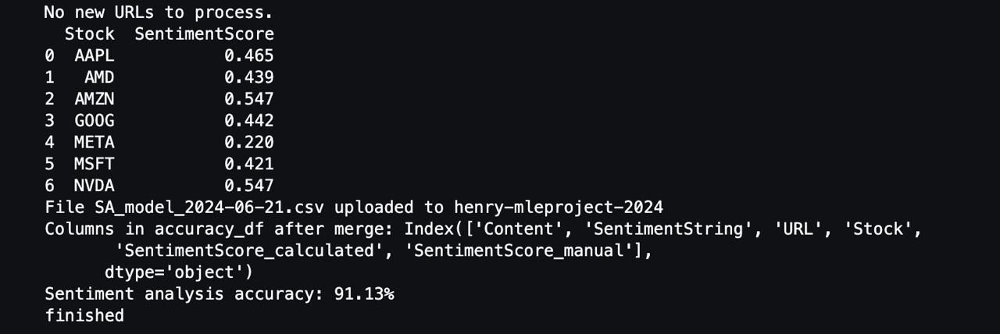 No new URLs to process.
  Stock  SentimentScore
0  AAPL           0.465
1   AMD           0.439
2  AMZN           0.547
3  GOOG           0.442
4  META           0.220
5  MSFT           0.421
6  NVDA           0.547
File SA_model_2024-06-21.csv uploaded to henry-mleproject-2024
Columns in accuracy_df after merge: Index(['Content', 'SentimentString', 'URL', 'Stock',
       'SentimentScore_calculated', 'SentimentScore_manual'],
      dtype='object')
Sentiment analysis accuracy: 91.13%
finished